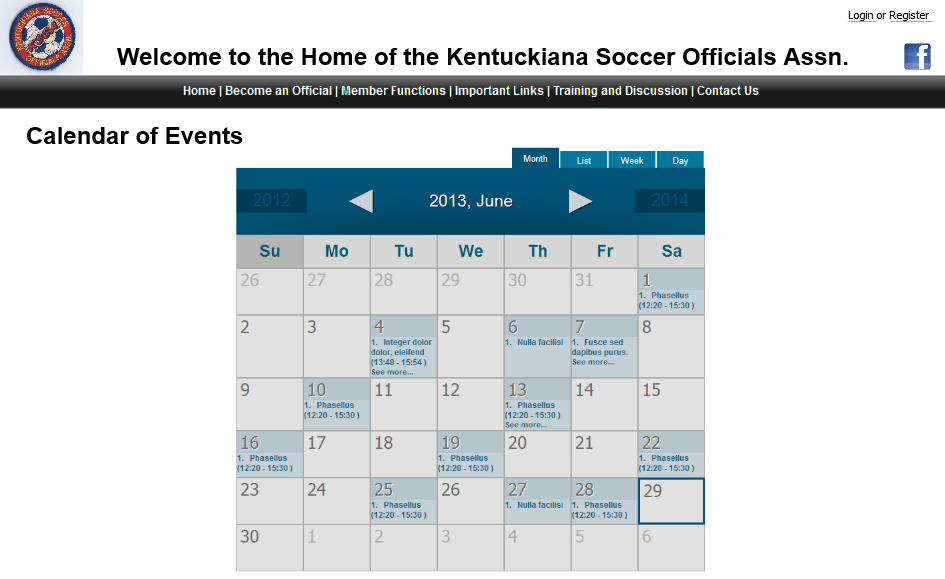 KENTUCKIANA SOCCER
OFFICIALS ASSN.
Login or Register
Welcome to the Home of the Kentuckiana Soccer Officials Assn.
f
Home | Become an Official | Member Functions | Important Links | Training and Discussion | Contact Us
Calendar of Events
Month List Week Day
2012 2013, June 2014
Su Mo Tu We Th Fr Sa
26 27 28 29 30 31 1
1. Phasellus
(12:20 - 15:30 )
2 3 4 5 6 7 8
1. Integer dolor 1. Nulla facilisi 1. Fusce sed
dolor, eleifend dapibus purus.
(13:48 - 15:54 ) See more...
See more...
9 10 11 12 13 14 15
1. Phasellus 1. Phasellus
(12:20 - 15:30 ) (12:20 - 15:30 )
See more...
16 17 18 19 20 21 22
1. Phasellus 1. Phasellus 1. Phasellus
(12:20 - 15:30 ) (12:20 - 15:30 ) (12:20 - 15:30 )
23 24 25 26 27 28 29
1. Phasellus 1. Nulla facilisi 1. Phasellus
(12:20 - 15:30 ) (12:20 - 15:30 )
30 1 2 3 4 5 6